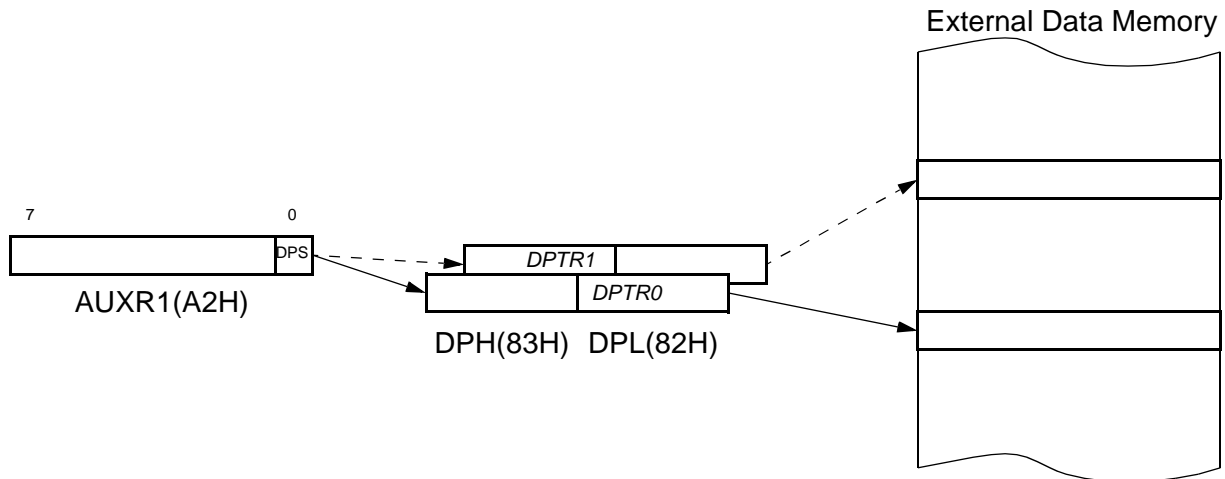 External Data Memory
7 0
DPS
DPTR1
DPTR0
AUXR1(A2H)
DPH(83H) DPL(82H)